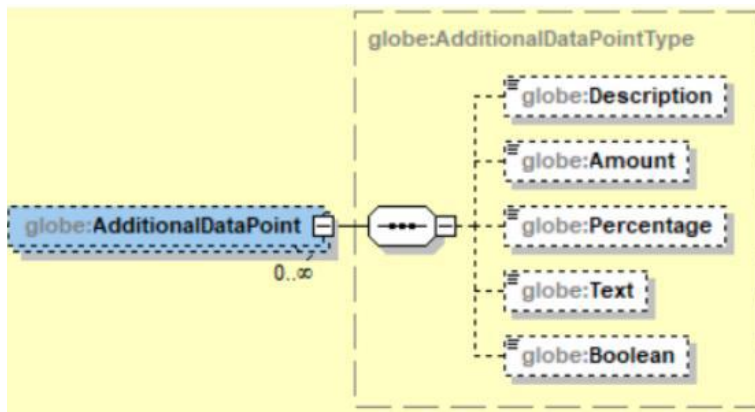 globe:AdditionalDataPointType
globe:Description
globe:Amount
globe:AdditionalDataPoint
globe:Percentage
0..∞
globe:Text
globe:Boolean